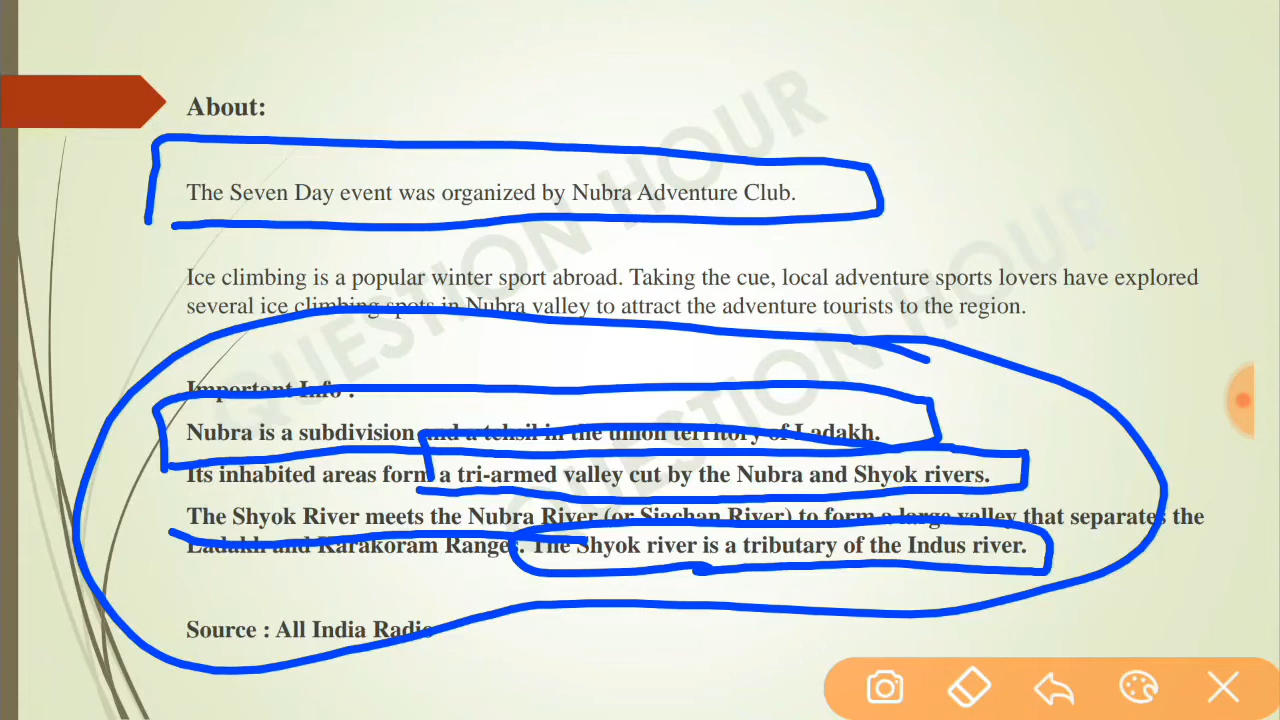 About:
The Seven Day event was organized by Nubra Adventure Club.
Ice climbing is a popular winter sport abroad. Taking the cue, local adventure sports lovers have explored
several ice climbing spots in Nubra valley to attract the adventure tourists to the region.
Important Info :
Nubra is a subdivision and a tehsil in the union territory of Ladakh.
Its inhabited areas form a tri-armed valley cut by the Nubra and Shyok rivers.
The Shyok River meets the Nubra River (or Siachan River) to form a large valley that separates the
Ladakh and Karakoram Ranges. The Shyok river is a tributary of the Indus river.
Source : All India Radio
QUESTION HOUR
QUESTION HOUR